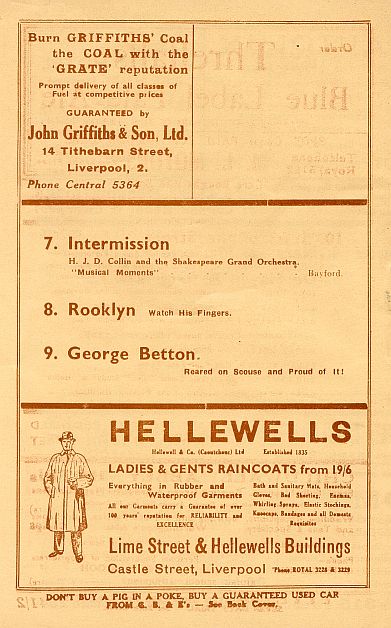 Burn GRIFFITHS' Coal
the COAL with the
'GRATE' reputation
Prompt delivery of all classes of
Fuel at competitive prices
GUARANTEED by
John Griffiths & Son, Ltd.
14 Tithebarn Street,
Liverpool, 2.
Phone Central 5364
7. Intermission
H. J. D. Collin and the Shakespeare Grand Orchestra.
"Musical Moments" - - - - Bayford.
8. Rooklyn Watch His Fingers.
9. George Betton.
Reared on Scouse and Proud of It!
HELLEWELLS
Hellewell & Co. (Caoutchouc) Ltd Established 1835
LADIES & GENTS RAINCOATS from 19/6
Everything in Rubber and
Waterproof Garments
All our Garments carry a Guarantee of over
100 years' reputation for RELIABILITY and
EXCELLENCE
Bath and Sanitary Mats, Household
Gloves, Bed Sheeting, Enemas,
Whirling Sprays, Elastic Stockings,
Kneecaps, Bandages and all Invalids
Requisites
Lime Street & Hellewells Buildings
Castle Street, Liverpool 'Phone ROYAL 3228 & 3229
DON'T BUY A PIG IN A POKE, BUY A GUARANTEED USED CAR
FROM G. B. & E's — See Back Cover.